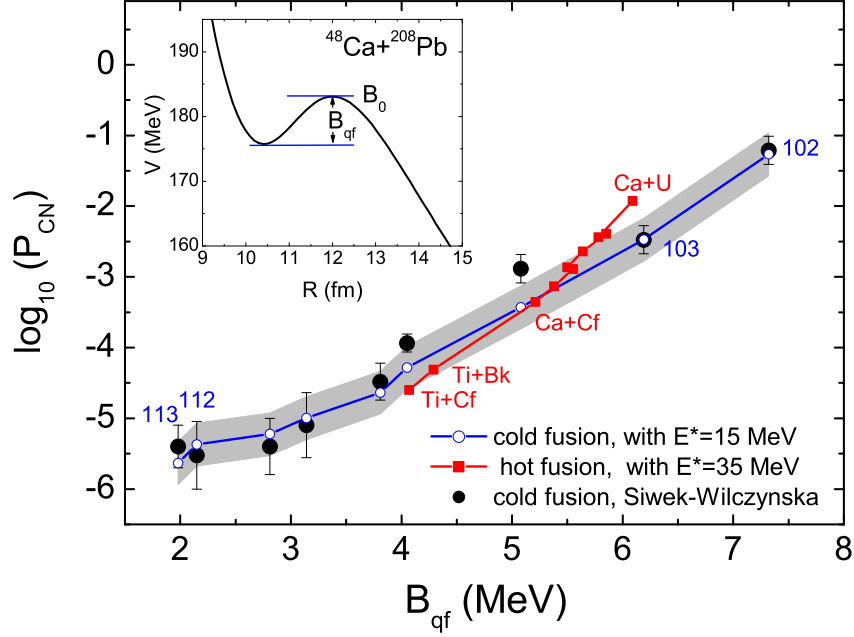 log₁₀ (P_CN)
0
-1
-2
-3
-4
-5
-6
2 3 4 5 6 7 8
B_qf (MeV)
V (MeV)
190
180
170
160
9 10 11 12 13 14 15
R (fm)
⁴⁸Ca+²⁰⁸Pb
B₀
B_qf
102
Ca+U
103
Ca+Cf
Ti+Bk
Ti+Cf
113 112
cold fusion, with E*=15 MeV
hot fusion, with E*=35 MeV
cold fusion, Siwek-Wilczynska